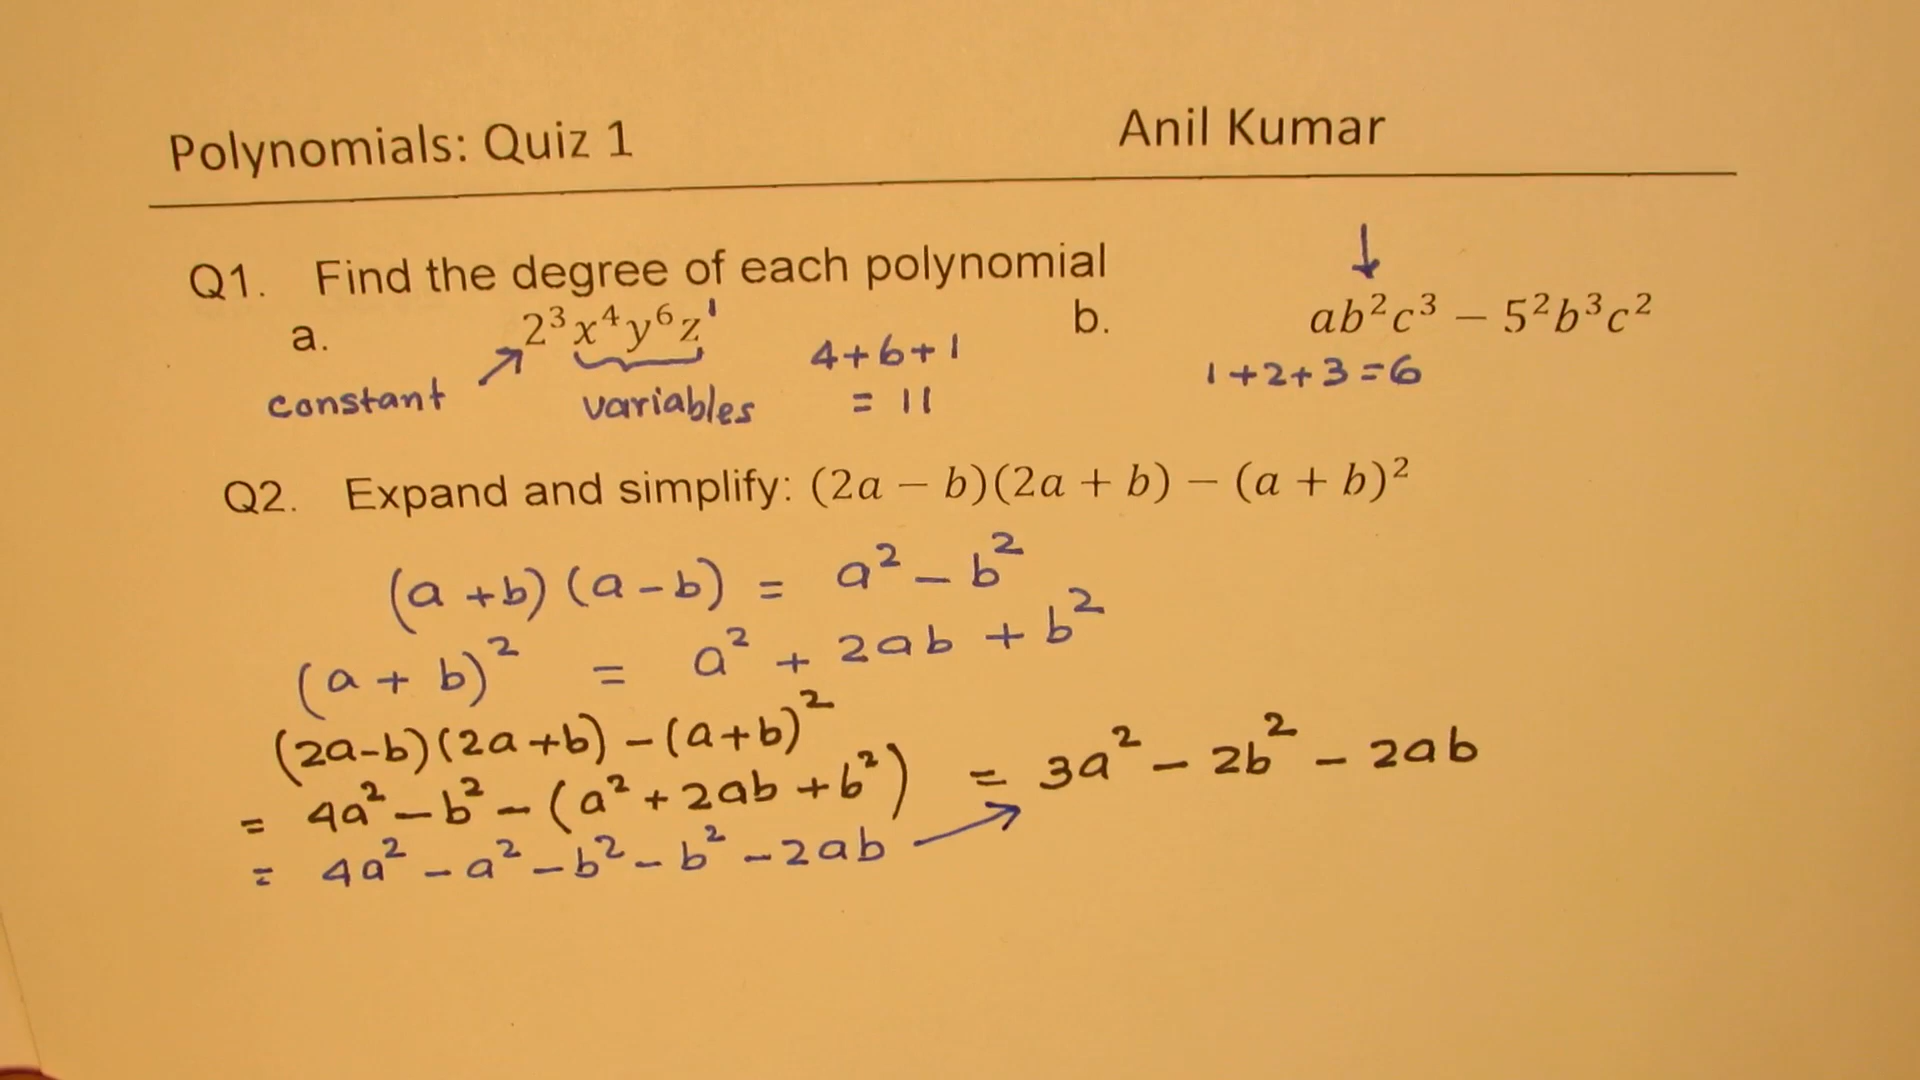 Polynomials: Quiz 1 Anil Kumar
Q1. Find the degree of each polynomial
a. 2³x⁴y⁶z¹ b. ab²c³ − 5²b³c²
constant variables 4+6+1 1+2+3=6
= 11
Q2. Expand and simplify: (2a − b)(2a + b) − (a + b)²
(a+b)(a-b) = a² - b²
(a + b)² = a² + 2ab + b²
(2a-b)(2a+b) - (a+b)²
= 4a² - b² - (a² + 2ab + b²) = 3a² - 2b² - 2ab
= 4a² - a² - b² - b² - 2ab